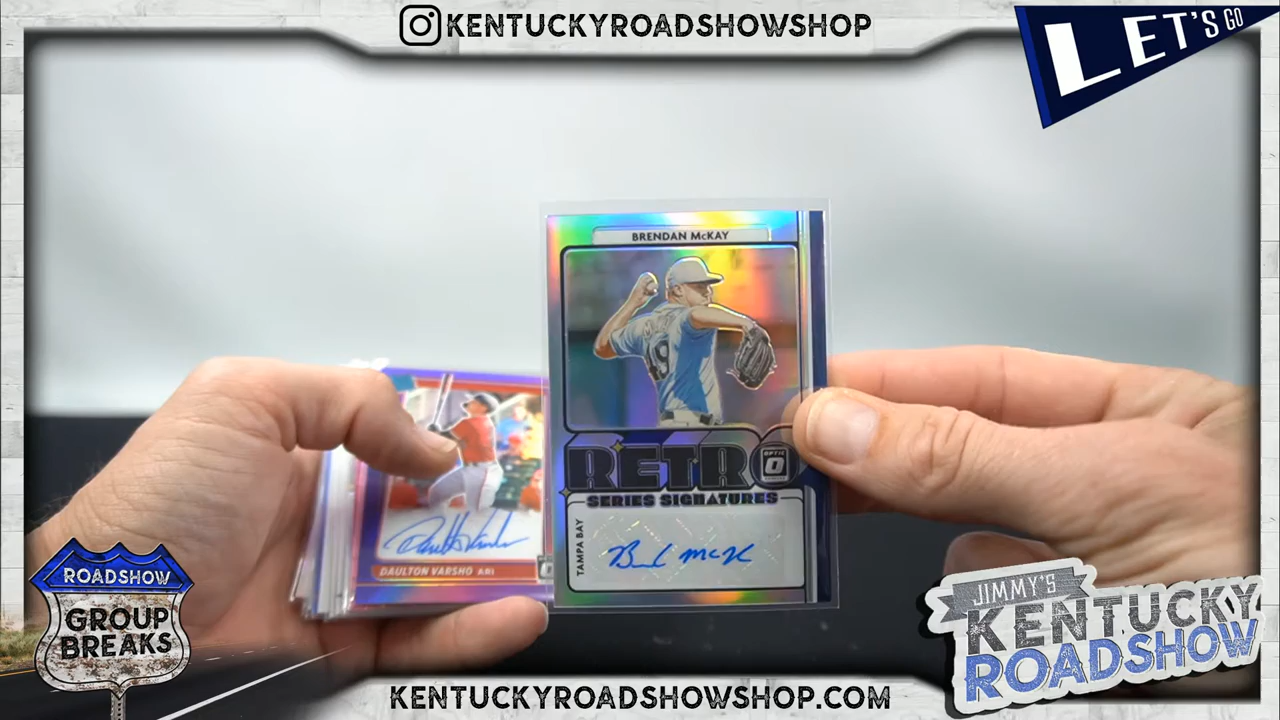 KENTUCKYROADSHOWSHOP
LET'S GO
BRENDAN McKAY
19
RETRO
OPTIC
SERIES SIGNATURES
TAMPA BAY
DAULTON VARSHO ARI
ROADSHOW
GROUP
BREAKS
JIMMY'S
KENTUCKY
ROADSHOW
KENTUCKYROADSHOWSHOP.COM